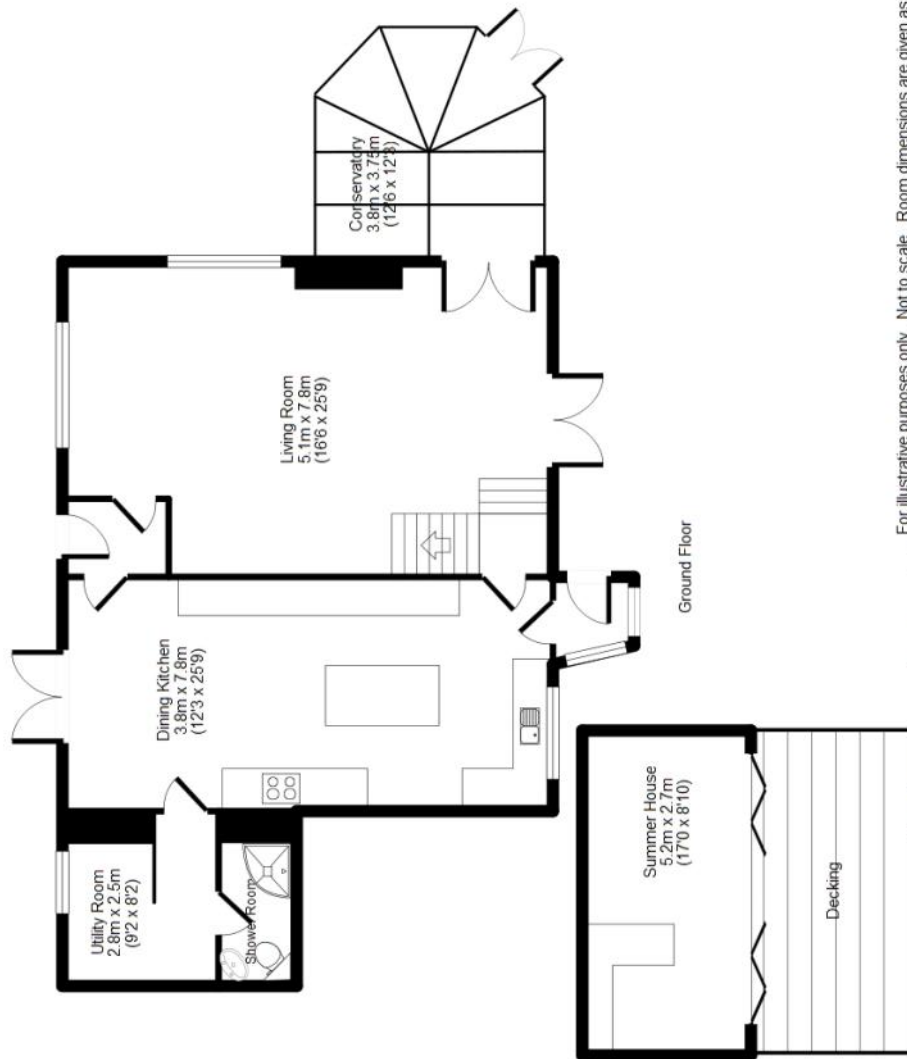 Conservatory
3.8m x 3.75m
(12'6 x 12'3)
Living Room
5.1m x 7.8m
(16'6 x 25'9)
Dining Kitchen
3.8m x 7.8m
(12'3 x 25'9)
Utility Room
2.8m x 2.5m
(9'2 x 8'2)
Shower Room
Ground Floor
Summer House
5.2m x 2.7m
(17'0 x 8'10)
Decking
For illustrative purposes only. Not to scale. Room dimensions are given as